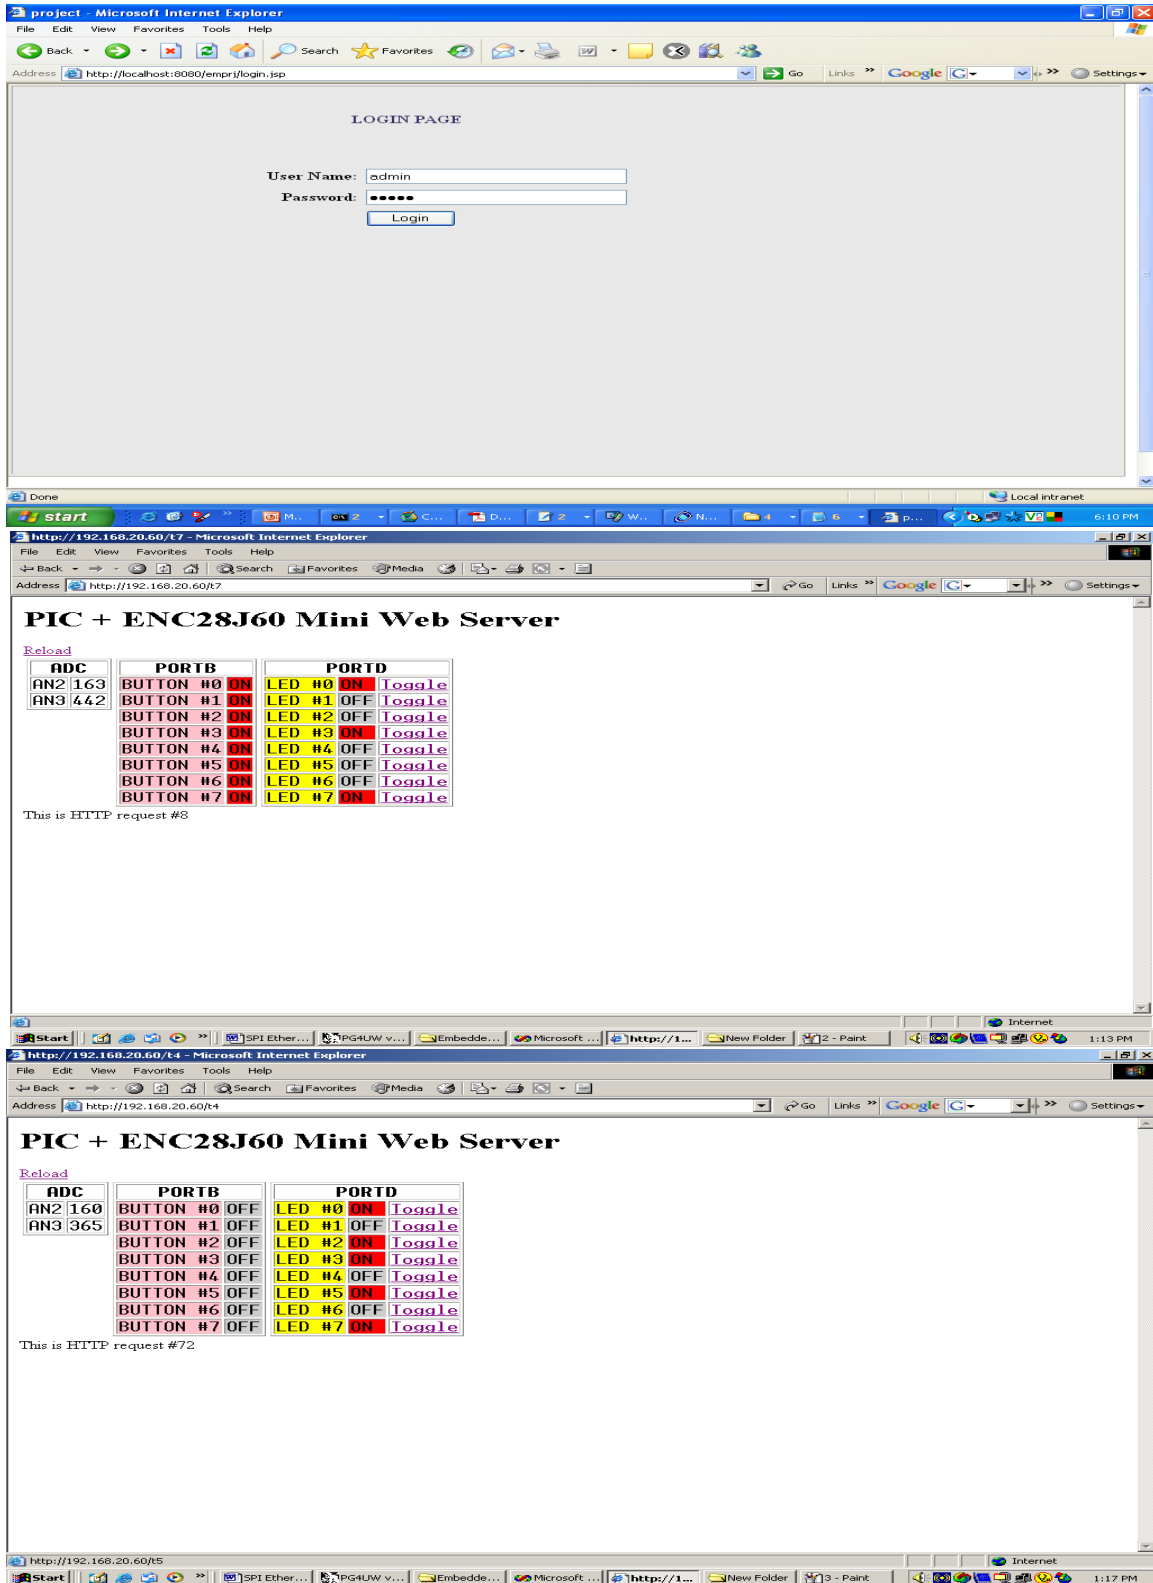 project - Microsoft Internet Explorer
File Edit View Favorites Tools Help
Back Search Favorites
Address http://localhost:8080/emprj/login.jsp Go Links » Google G Settings
LOGIN PAGE
User Name: admin
Password: •••••
Login
Done Local intranet
start M.. 2 C... D... 2 W.. N... 4 6 p... 6:10 PM
http://192.168.20.60/t7 - Microsoft Internet Explorer
File Edit View Favorites Tools Help
Back Search Favorites Media
Address http://192.168.20.60/t7 Go Links » Google G Settings
PIC + ENC28J60 Mini Web Server
Reload
ADC PORTB PORTD
AN2 163 BUTTON #0 ON LED #0 ON Toggle
AN3 442 BUTTON #1 ON LED #1 OFF Toggle
BUTTON #2 ON LED #2 OFF Toggle
BUTTON #3 ON LED #3 ON Toggle
BUTTON #4 ON LED #4 OFF Toggle
BUTTON #5 ON LED #5 OFF Toggle
BUTTON #6 ON LED #6 OFF Toggle
BUTTON #7 ON LED #7 ON Toggle
This is HTTP request #8
Internet
Start SPI Ether... PG4UW v... Embedde... Microsoft ... http://1... New Folder 2 - Paint 1:13 PM
http://192.168.20.60/t4 - Microsoft Internet Explorer
File Edit View Favorites Tools Help
Back Search Favorites Media
Address http://192.168.20.60/t4 Go Links » Google G Settings
PIC + ENC28J60 Mini Web Server
Reload
ADC PORTB PORTD
AN2 160 BUTTON #0 OFF LED #0 ON Toggle
AN3 365 BUTTON #1 OFF LED #1 OFF Toggle
BUTTON #2 OFF LED #2 ON Toggle
BUTTON #3 OFF LED #3 ON Toggle
BUTTON #4 OFF LED #4 OFF Toggle
BUTTON #5 OFF LED #5 ON Toggle
BUTTON #6 OFF LED #6 OFF Toggle
BUTTON #7 OFF LED #7 ON Toggle
This is HTTP request #72
http://192.168.20.60/t5 Internet
Start SPI Ether... PG4UW v... Embedde... Microsoft ... http://1... New Folder 3 - Paint 1:17 PM